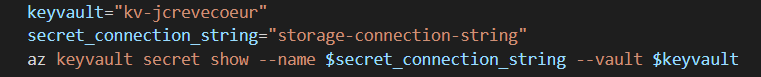 keyvault="kv-jcrevecoeur"
secret_connection_string="storage-connection-string"
az keyvault secret show --name $secret_connection_string --vault $keyvault